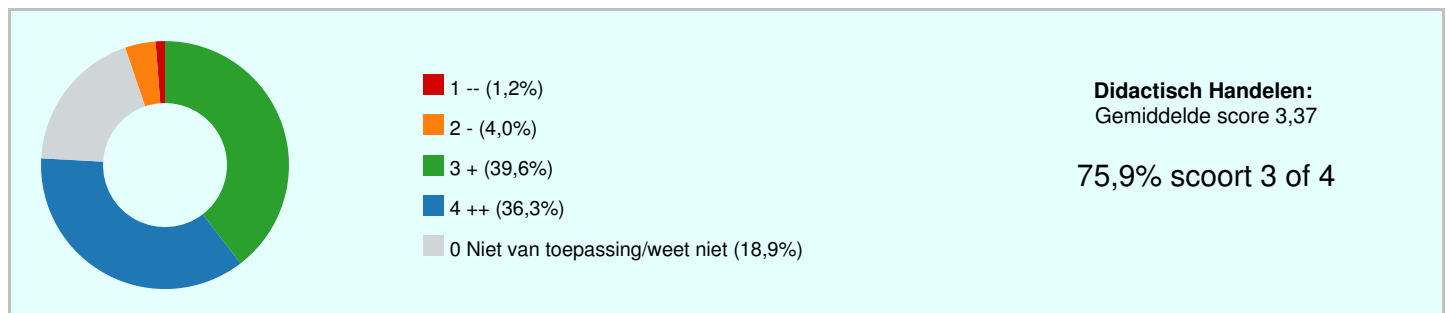 1 -- (1,2%)
2 - (4,0%)
3 + (39,6%)
4 ++ (36,3%)
0 Niet van toepassing/weet niet (18,9%)
Didactisch Handelen:
Gemiddelde score 3,37
75,9% scoort 3 of 4